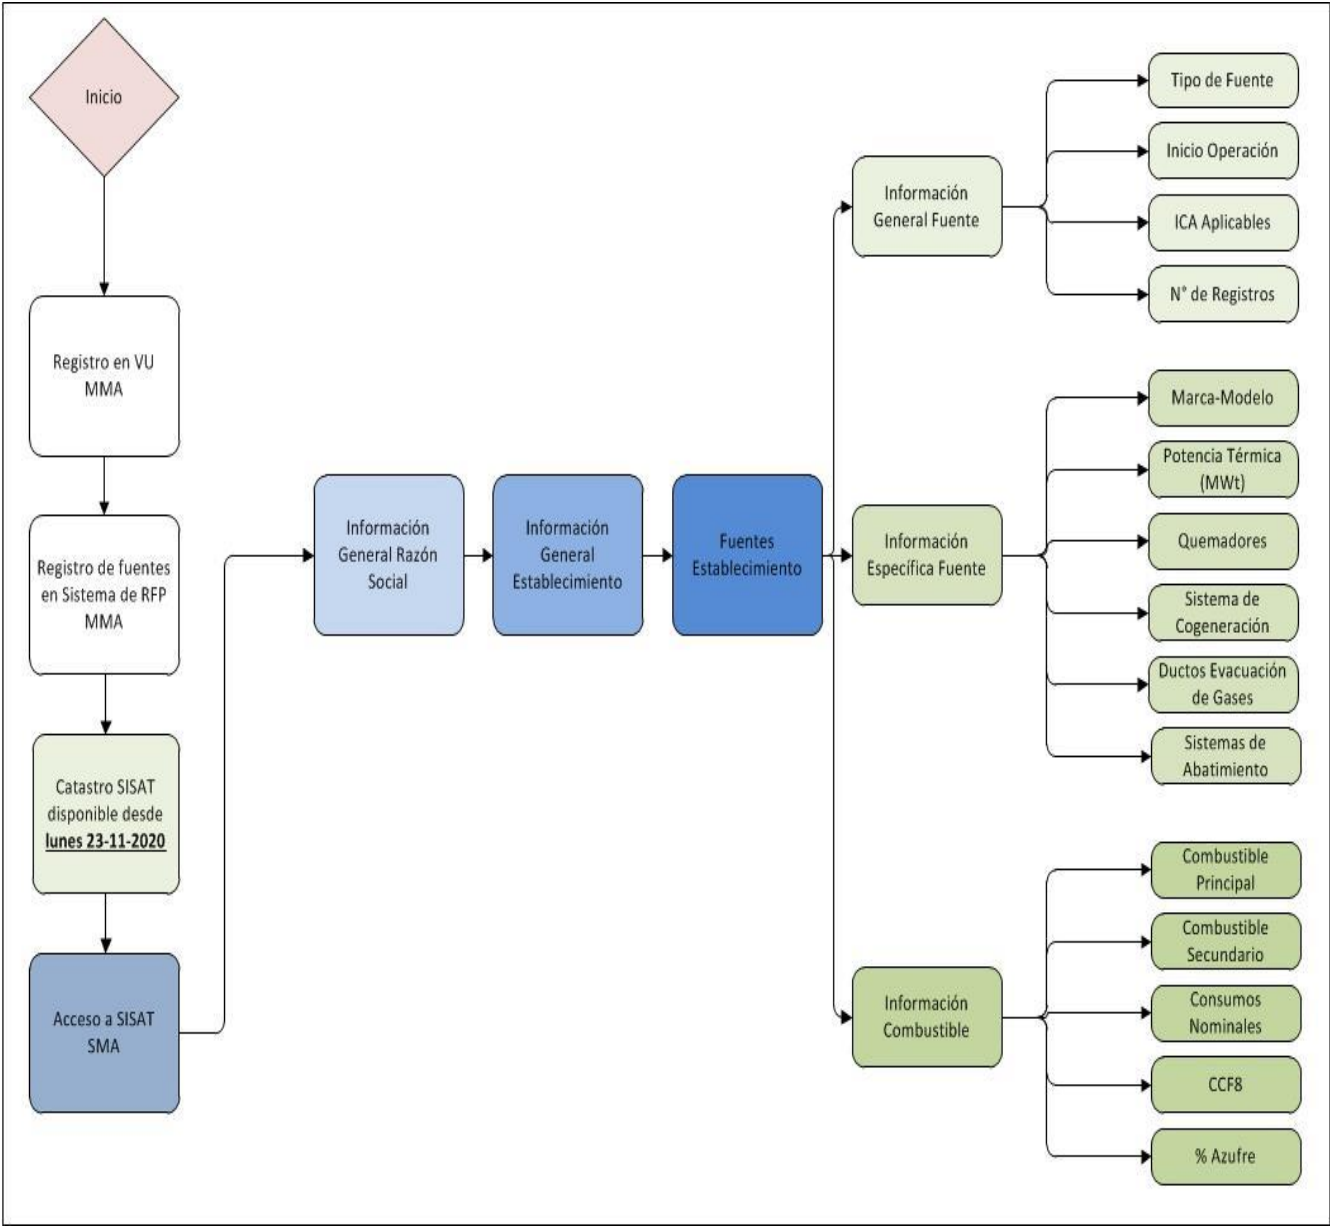 Inicio
Registro en VU
MMA
Registro de fuentes
en Sistema de RFP
MMA
Catastro SISAT
disponible desde
lunes 23-11-2020
Acceso a SISAT
SMA
Información
General Razón
Social
Información
General
Establecimiento
Fuentes
Establecimiento
Información
General Fuente
Tipo de Fuente
Inicio Operación
ICA Aplicables
N° de Registros
Información
Específica Fuente
Marca-Modelo
Potencia Térmica
(MWt)
Quemadores
Sistema de
Cogeneración
Ductos Evacuación
de Gases
Sistemas de
Abatimiento
Información
Combustible
Combustible
Principal
Combustible
Secundario
Consumos
Nominales
CCF8
% Azufre